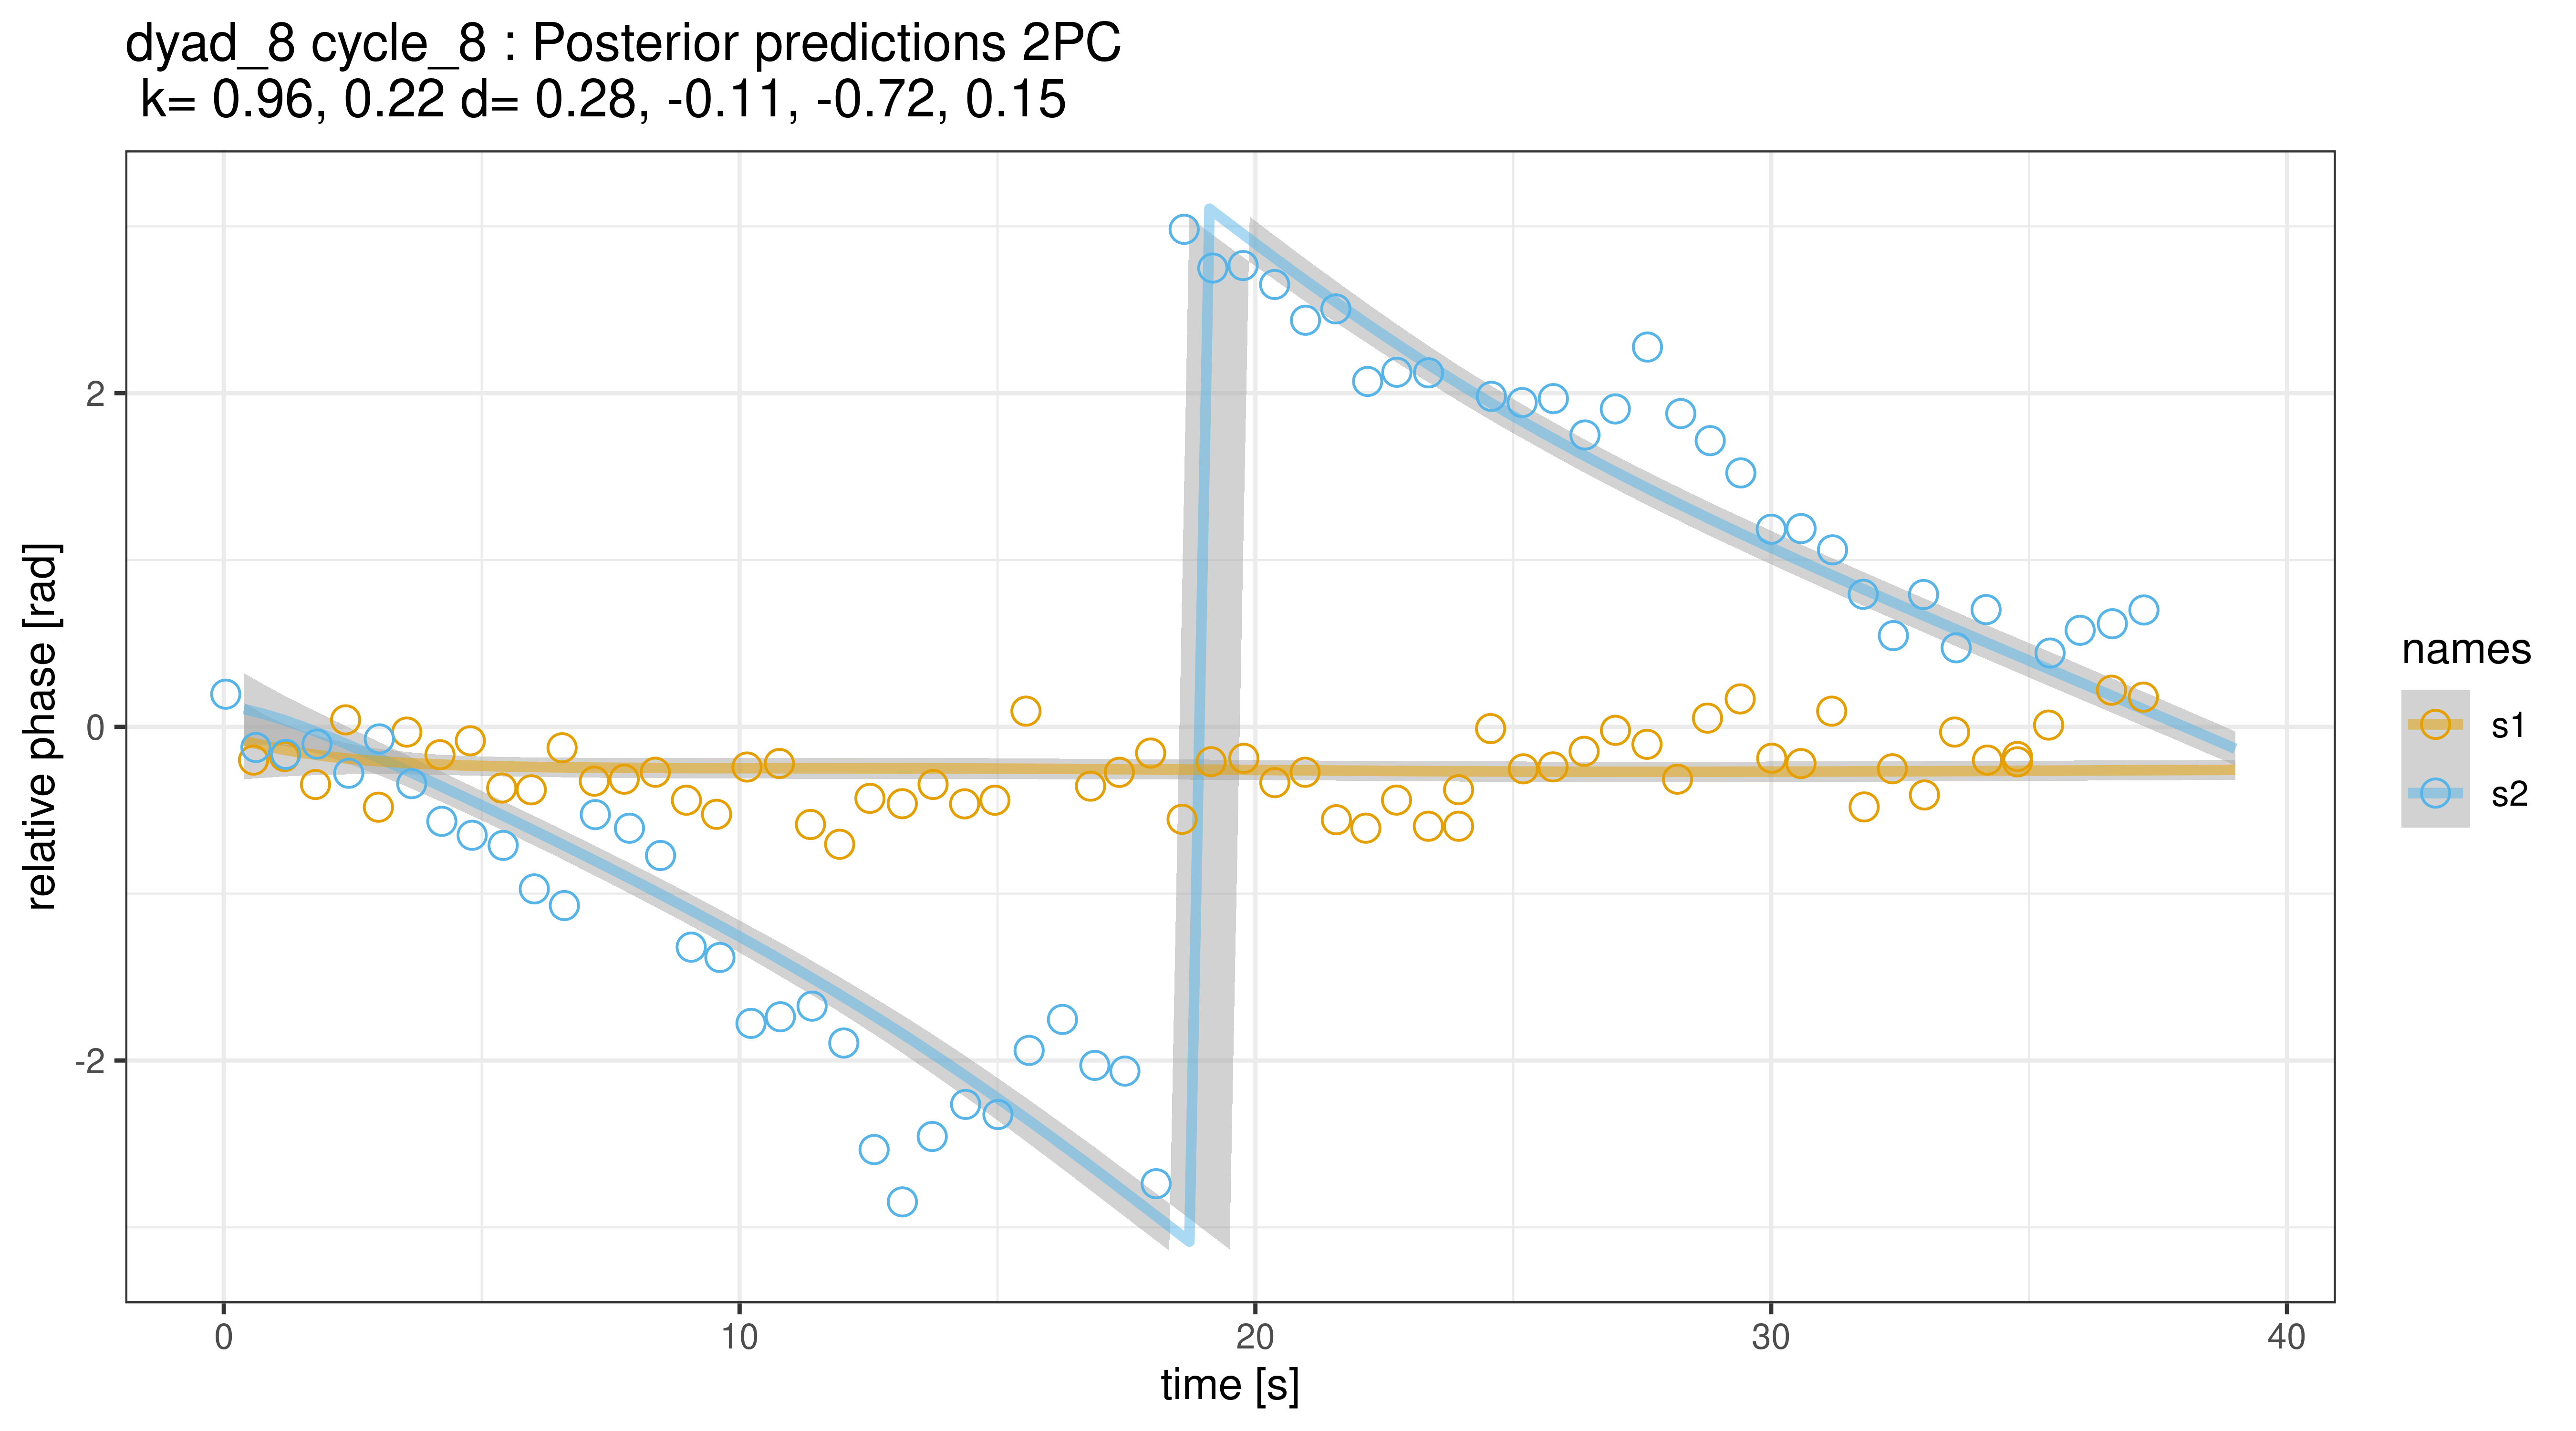 dyad_8 cycle_8 : Posterior predictions 2PC
k= 0.96, 0.22 d= 0.28, -0.11, -0.72, 0.15
relative phase [rad]
2
0
-2
0 10 20 30 40
time [s]
names
s1
s2